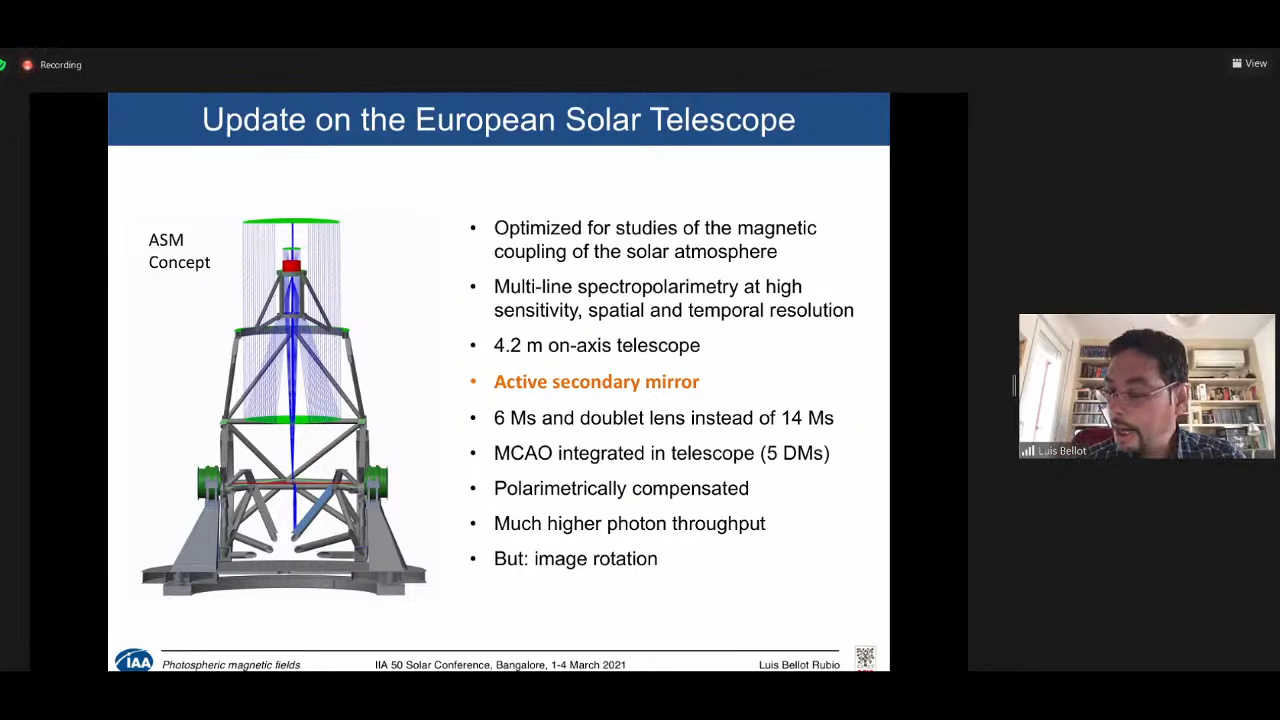 Recording
View
Update on the European Solar Telescope
ASM
Concept
• Optimized for studies of the magnetic
coupling of the solar atmosphere
• Multi-line spectropolarimetry at high
sensitivity, spatial and temporal resolution
• 4.2 m on-axis telescope
• Active secondary mirror
• 6 Ms and doublet lens instead of 14 Ms
• MCAO integrated in telescope (5 DMs)
• Polarimetrically compensated
• Much higher photon throughput
• But: image rotation
Luis Bellot
IAA
Photospheric magnetic fields
IIA 50 Solar Conference, Bangalore, 1-4 March 2021
Luis Bellot Rubio